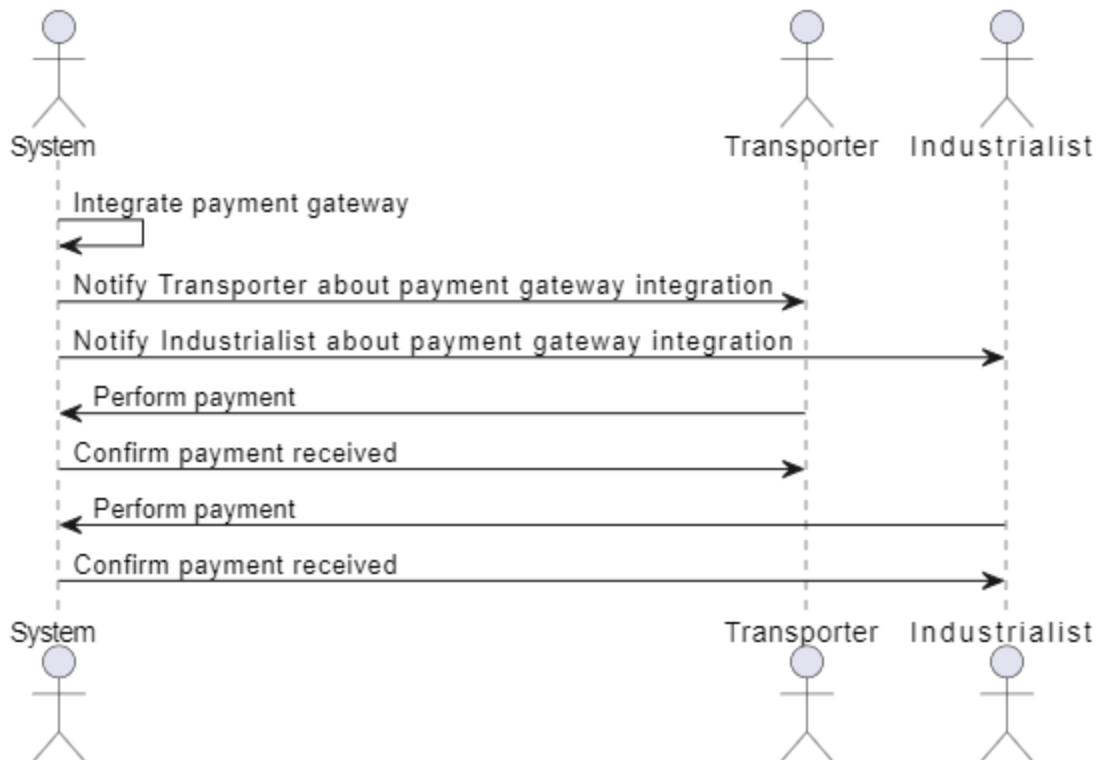 System
Transporter
Industrialist
Integrate payment gateway
Notify Transporter about payment gateway integration
Notify Industrialist about payment gateway integration
Perform payment
Confirm payment received
Perform payment
Confirm payment received
System
Transporter
Industrialist